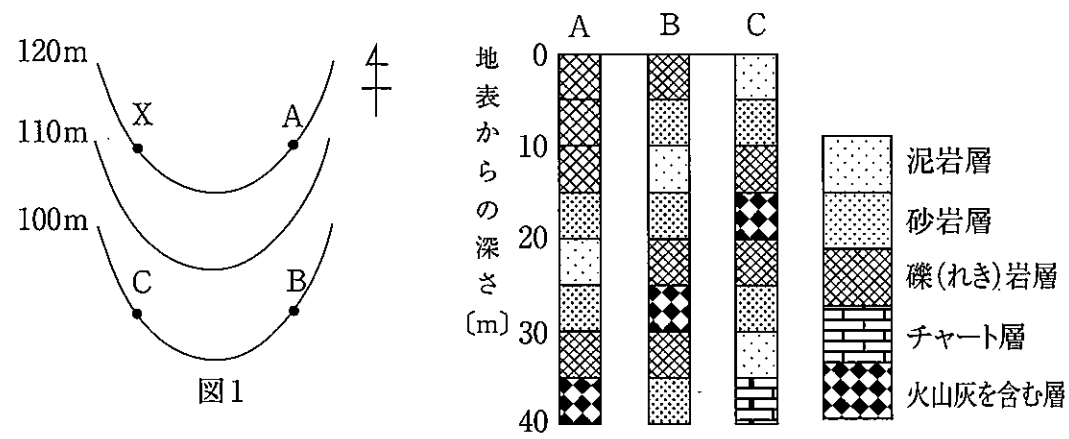 120m
X
A
110m
100m
C
B
図1
A
B
C
地表からの深さ〔m〕
0
10
20
30
40
泥岩層
砂岩層
礫(れき)岩層
チャート層
火山灰を含む層